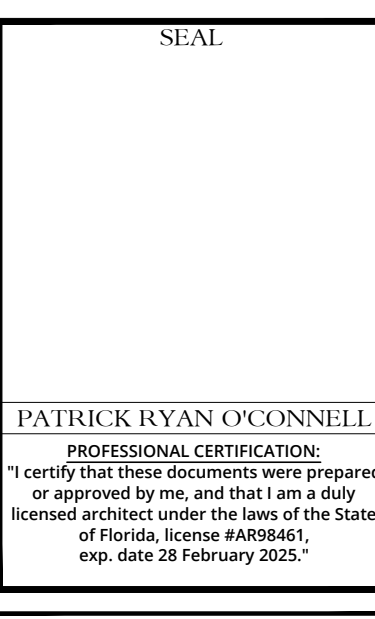 SEAL
PATRICK RYAN O'CONNELL
PROFESSIONAL CERTIFICATION:
"I certify that these documents were prepared
or approved by me, and that I am a duly
licensed architect under the laws of the State
of Florida, license #AR98461,
exp. date 28 February 2025."